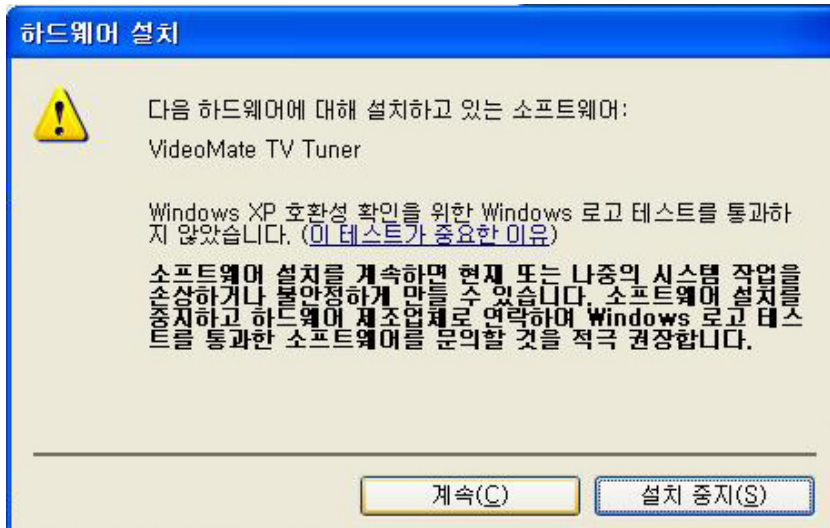 하드웨어 설치
다음 하드웨어에 대해 설치하고 있는 소프트웨어:
VideoMate TV Tuner
Windows XP 호환성 확인을 위한 Windows 로고 테스트를 통과하
지 않았습니다. (이 테스트가 중요한 이유)
소프트웨어 설치를 계속하면 현재 또는 나중의 시스템 작업을
손상하거나 불안정하게 만들 수 있습니다. 소프트웨어 설치를
중지하고 하드웨어 제조업체로 연락하여 Windows 로고 테스
트를 통과한 소프트웨어를 문의할 것을 적극 권장합니다.
계속(C)
설치 중지(S)